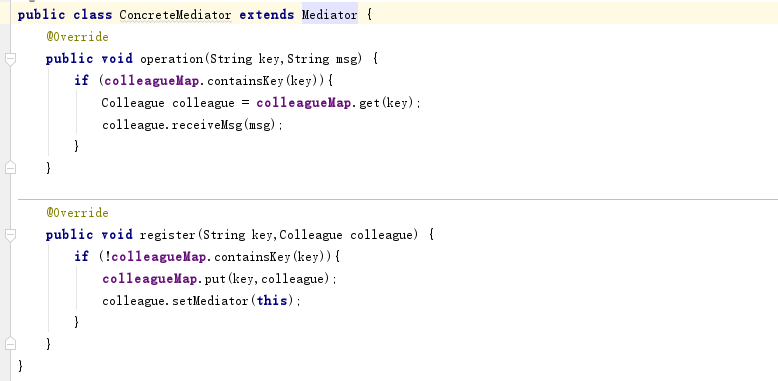 public class ConcreteMediator extends Mediator {
    @Override
    public void operation(String key,String msg) {
        if (colleagueMap.containsKey(key)){
            Colleague colleague = colleagueMap.get(key);
            colleague.receiveMsg(msg);
        }
    }
    @Override
    public void register(String key,Colleague colleague) {
        if (!colleagueMap.containsKey(key)){
            colleagueMap.put(key,colleague);
            colleague.setMediator(this);
        }
    }
}